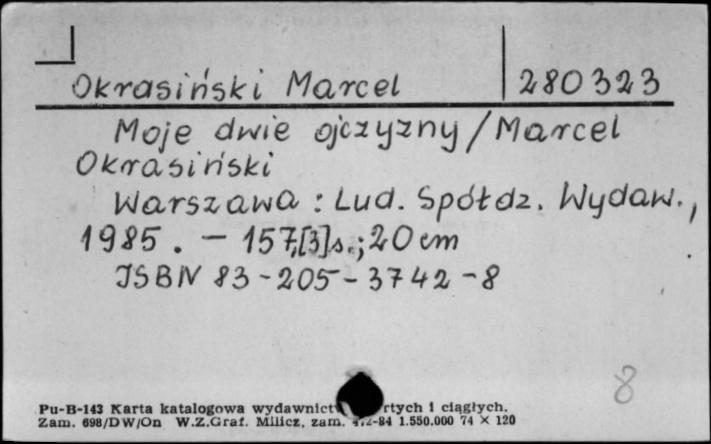 Okrasiński Marcel 280323
Moje dwie ojczyzny / Marcel
Okrasiński
Warszawa : Lud. Spółdz. Wydaw.,
1985. – 157,[3]s.; 20 cm
ISBN 83-205-3742-8
8
Pu-B-143 Karta katalogowa wydawnict rtych i ciągłych.
Zam. 698/DW/On W.Z.Graf. Milicz, zam. -84 1.550.000 74 × 120